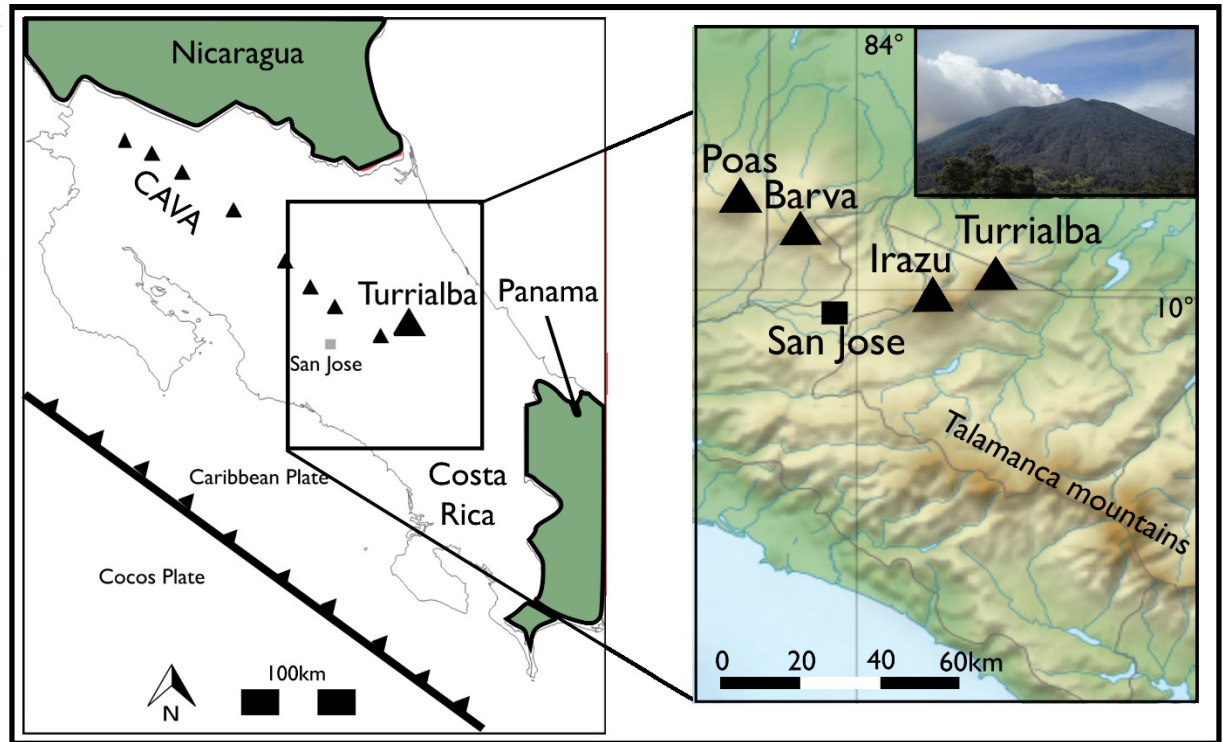 Nicaragua
CAVA
Turrialba
Panama
San Jose
Caribbean Plate
Costa
Rica
Cocos Plate
100km
N
84°
Poas
Barva
Irazu
Turrialba
10°
San Jose
Talamanca mountains
0 20 40 60km